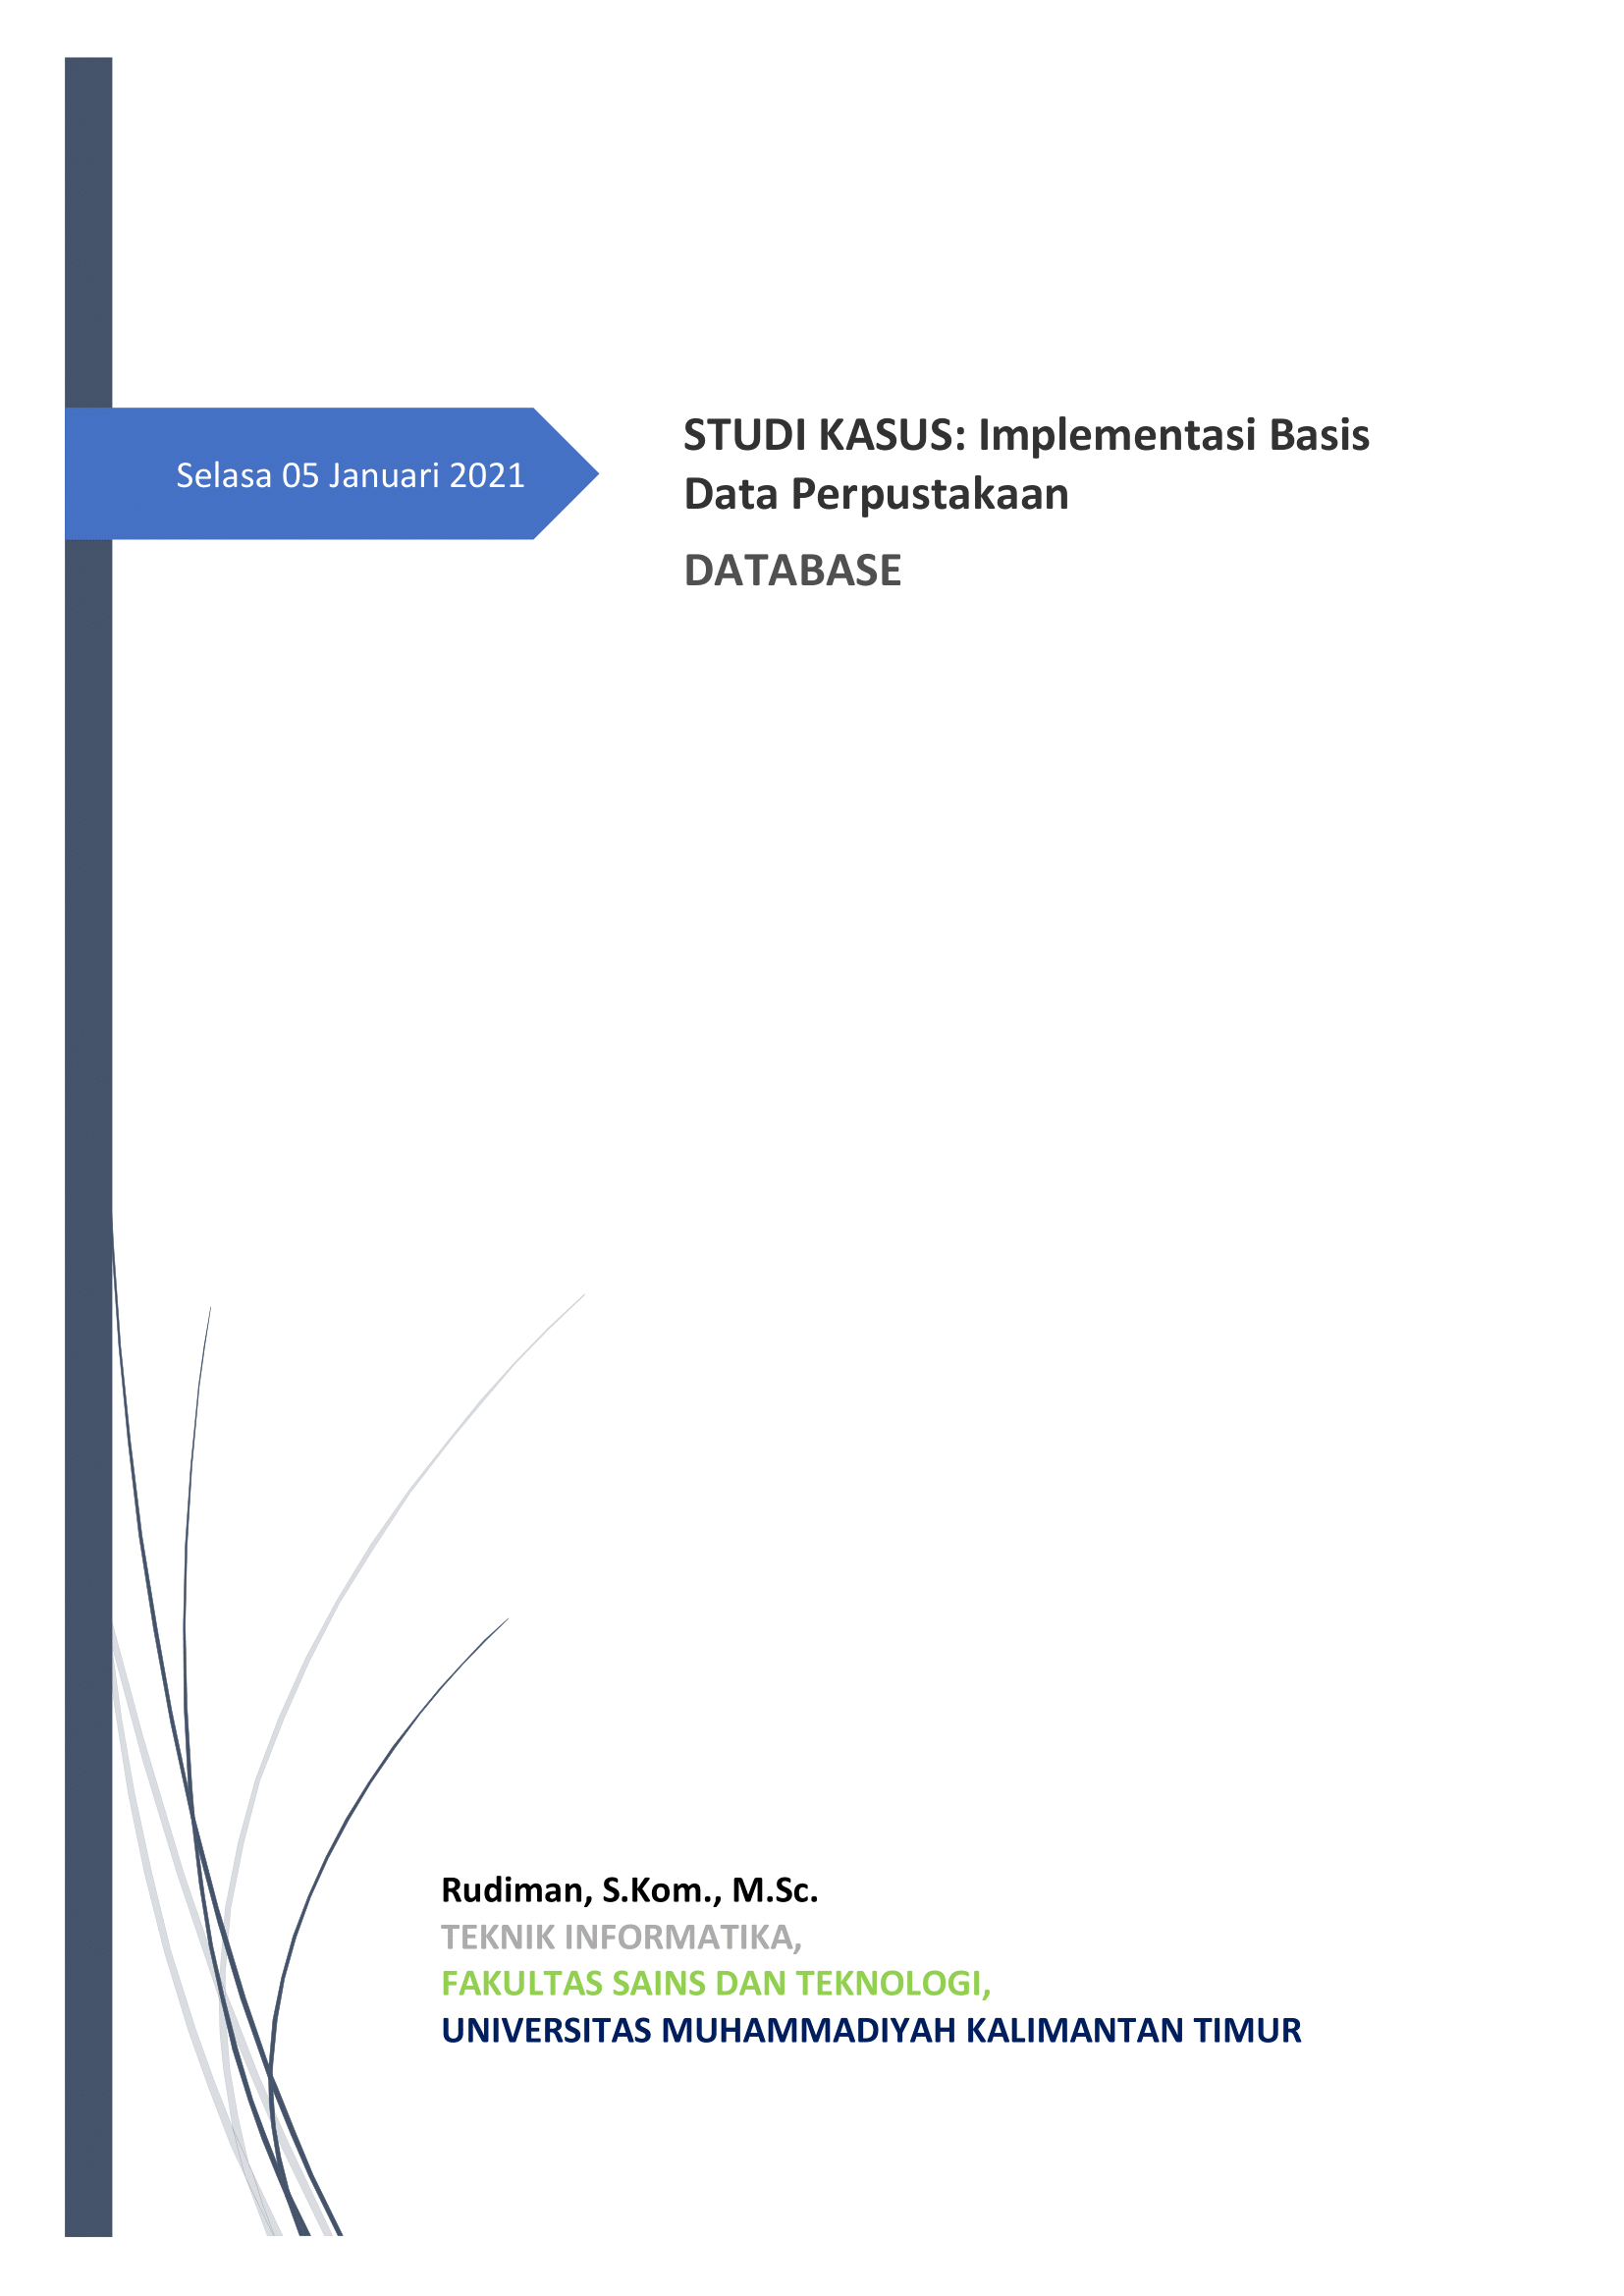 Selasa 05 Januari 2021
STUDI KASUS: Implementasi Basis
Data Perpustakaan
DATABASE
Rudiman, S.Kom., M.Sc.
TEKNIK INFORMATIKA,
FAKULTAS SAINS DAN TEKNOLOGI,
UNIVERSITAS MUHAMMADIYAH KALIMANTAN TIMUR